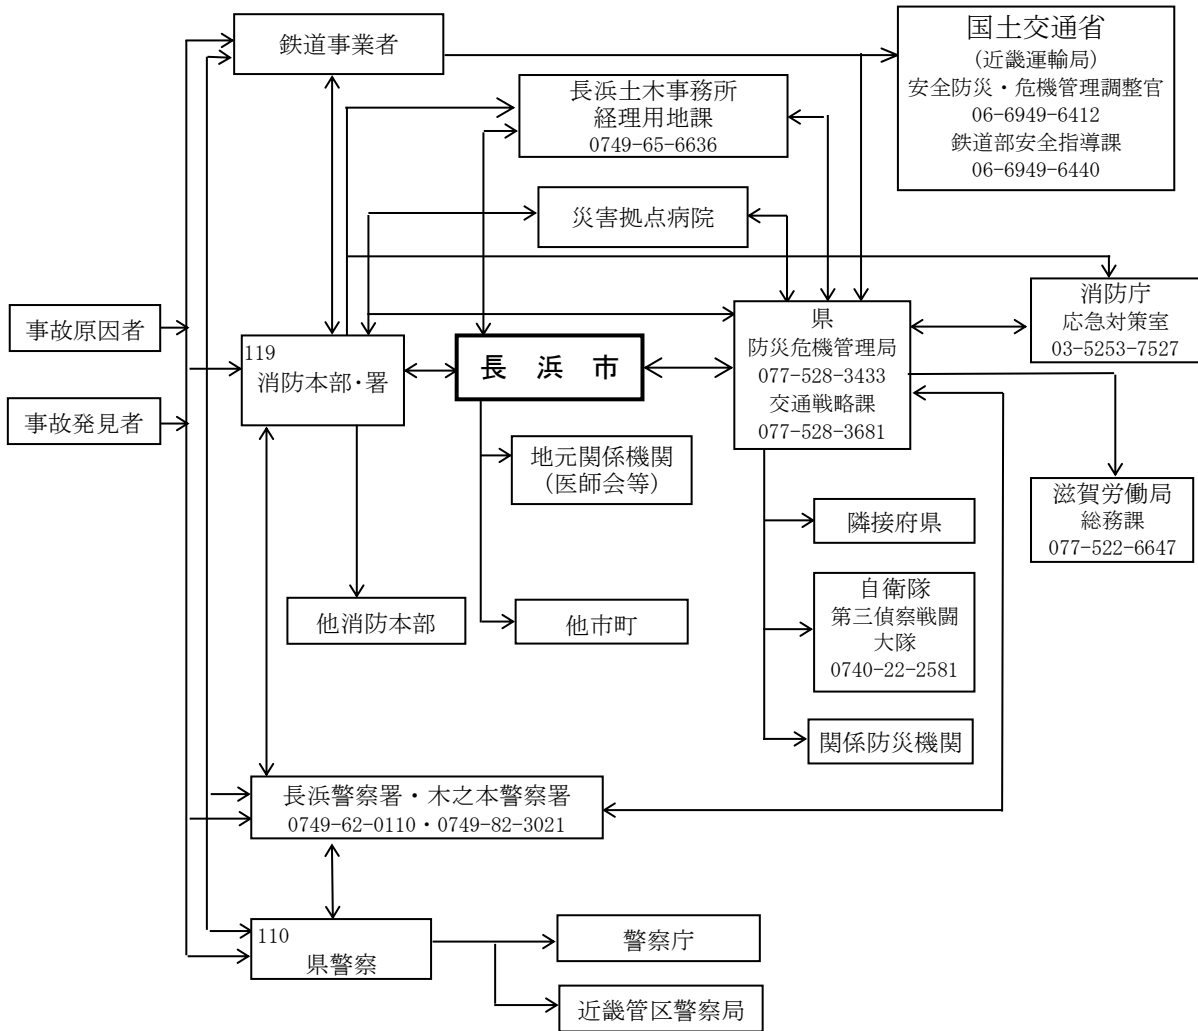 鉄道事業者
国土交通省
(近畿運輸局)
安全防災・危機管理調整官
06-6949-6412
鉄道部安全指導課
06-6949-6440
長浜土木事務所
経理用地課
0749-65-6636
災害拠点病院
事故原因者
事故発見者
119
消防本部・署
長 浜 市
県
防災危機管理局
077-528-3433
交通戦略課
077-528-3681
消防庁
応急対策室
03-5253-7527
地元関係機関
(医師会等)
滋賀労働局
総務課
077-522-6647
隣接府県
他消防本部
他市町
自衛隊
第三偵察戦闘
大隊
0740-22-2581
関係防災機関
長浜警察署・木之本警察署
0749-62-0110・0749-82-3021
110
県警察
警察庁
近畿管区警察局